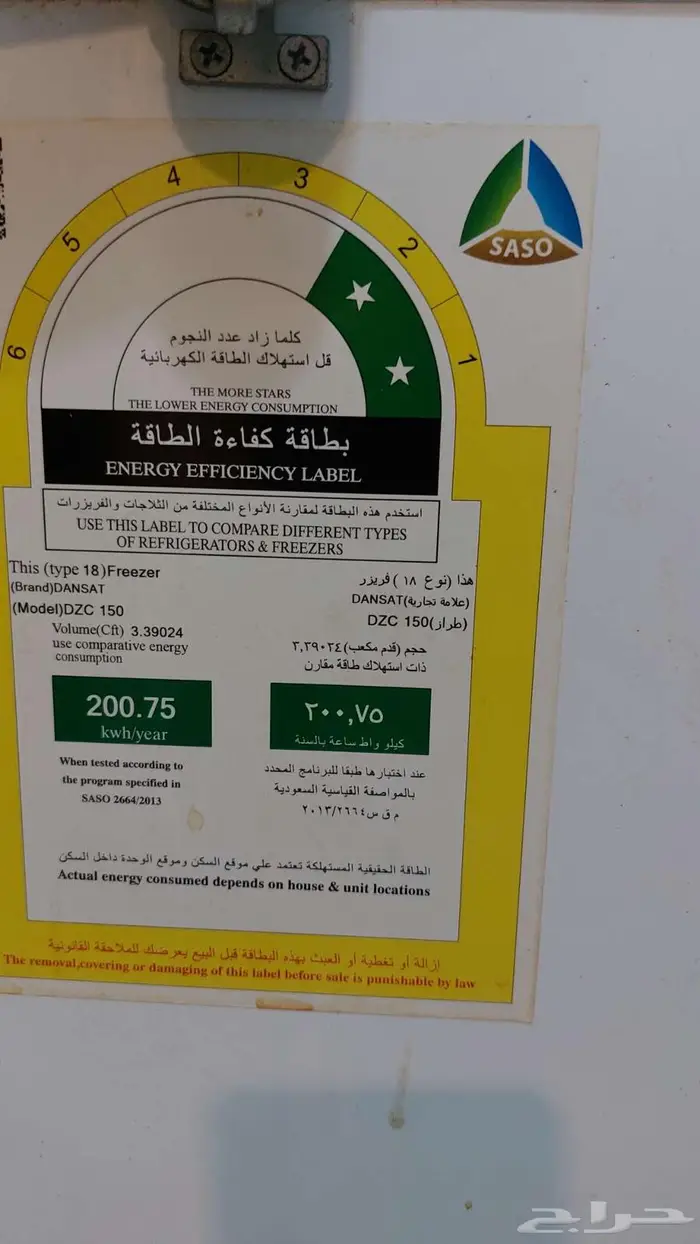 4 3
5 2
6 1
SASO
كلما زاد عدد النجوم
قل استهلاك الطاقة الكهربائية
THE MORE STARS
THE LOWER ENERGY CONSUMPTION
بطاقة كفاءة الطاقة
ENERGY EFFICIENCY LABEL
استخدم هذه البطاقة لمقارنة الأنواع المختلفة من الثلاجات والفريزرات
USE THIS LABEL TO COMPARE DIFFERENT TYPES
OF REFRIGERATORS & FREEZERS
This (type 18)Freezer
هذا (نوع ١٨ ) فريزر
(Brand)DANSAT
(علامة تجارية)DANSAT
(Model)DZC 150
(طراز)DZC 150
Volume(Cft) 3.39024
حجم (قدم مكعب) ٣,٣٩٠٢٤
use comparative energy
consumption
ذات استهلاك طاقة مقارن
200.75
kwh/year
٢٠٠,٧٥
كيلو واط ساعة بالسنة
When tested according to
the program specified in
SASO 2664/2013
عند اختبارها طبقا للبرنامج المحدد
بالمواصفة القياسية السعودية
م ق س ٢٠١٣/٢٦٦٤
الطاقة الحقيقية المستهلكة تعتمد علي موقع السكن وموقع الوحدة داخل السكن
Actual energy consumed depends on house & unit locations
إزالة أو تغطية أو العبث بهذه البطاقة قبل البيع يعرضك للملاحقة القانونية
The removal,covering or damaging of this label before sale is punishable by law
حراج